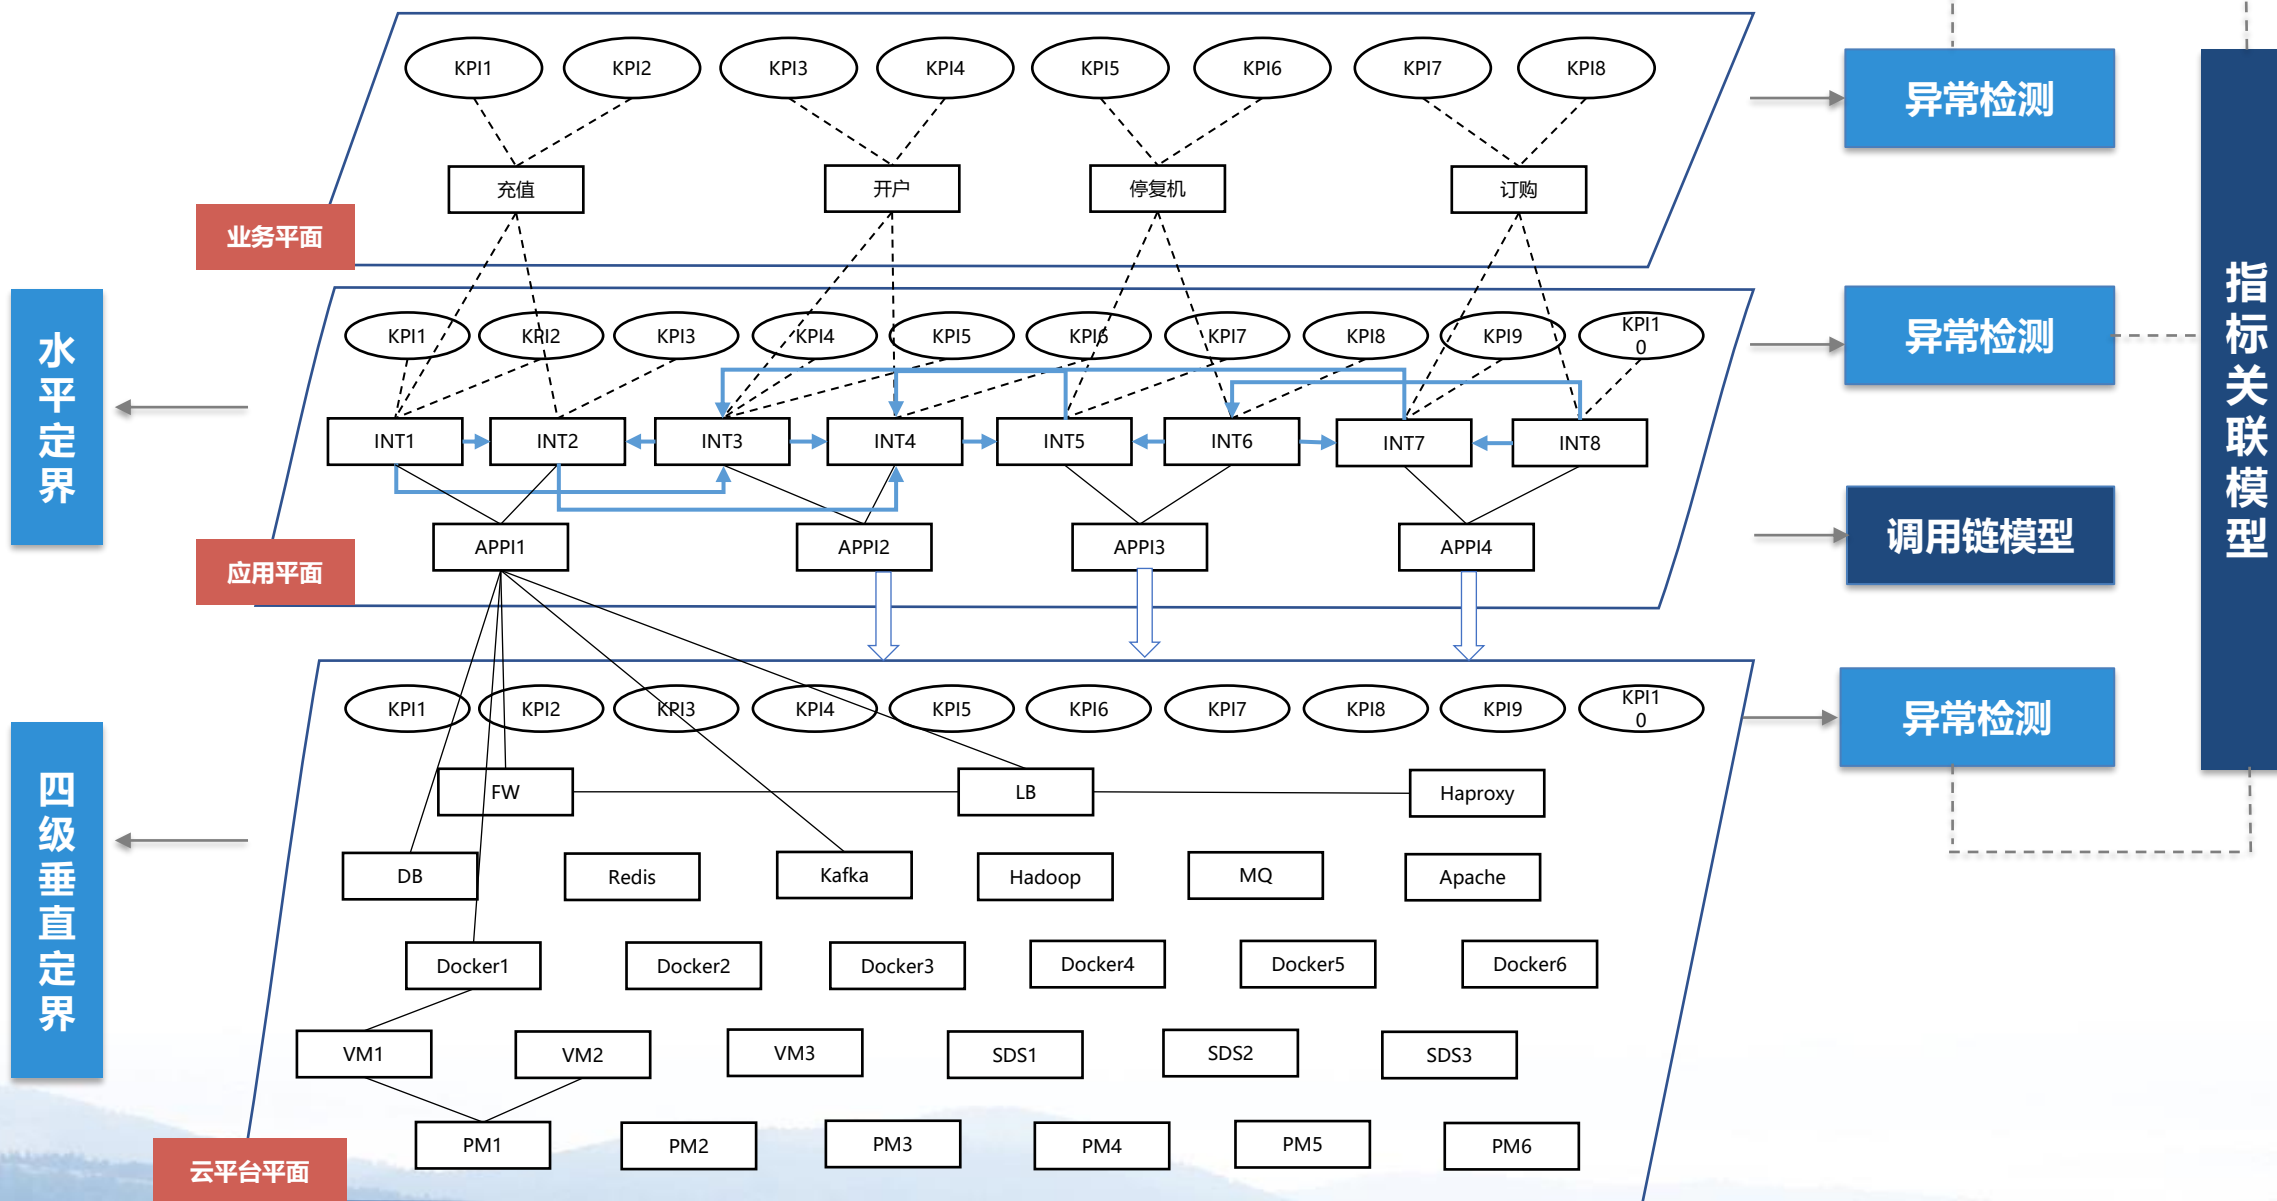 KPI1
KPI2
KPI3
KPI4
KPI5
KPI6
KPI7
KPI8
异常检测
充值
开户
停复机
订购
业务平面
水平定界
KPI1
KPI2
KPI3
KPI4
KPI5
KPI6
KPI7
KPI8
KPI9
KPI1
0
异常检测
指标关联模型
INT1
INT2
INT3
INT4
INT5
INT6
INT7
INT8
APPI1
APPI2
APPI3
APPI4
调用链模型
应用平面
KPI1
KPI2
KPI3
KPI4
KPI5
KPI6
KPI7
KPI8
KPI9
KPI1
0
异常检测
四级垂直定界
FW
LB
Haproxy
DB
Redis
Kafka
Hadoop
MQ
Apache
Docker1
Docker2
Docker3
Docker4
Docker5
Docker6
VM1
VM2
VM3
SDS1
SDS2
SDS3
PM1
PM2
PM3
PM4
PM5
PM6
云平台平面